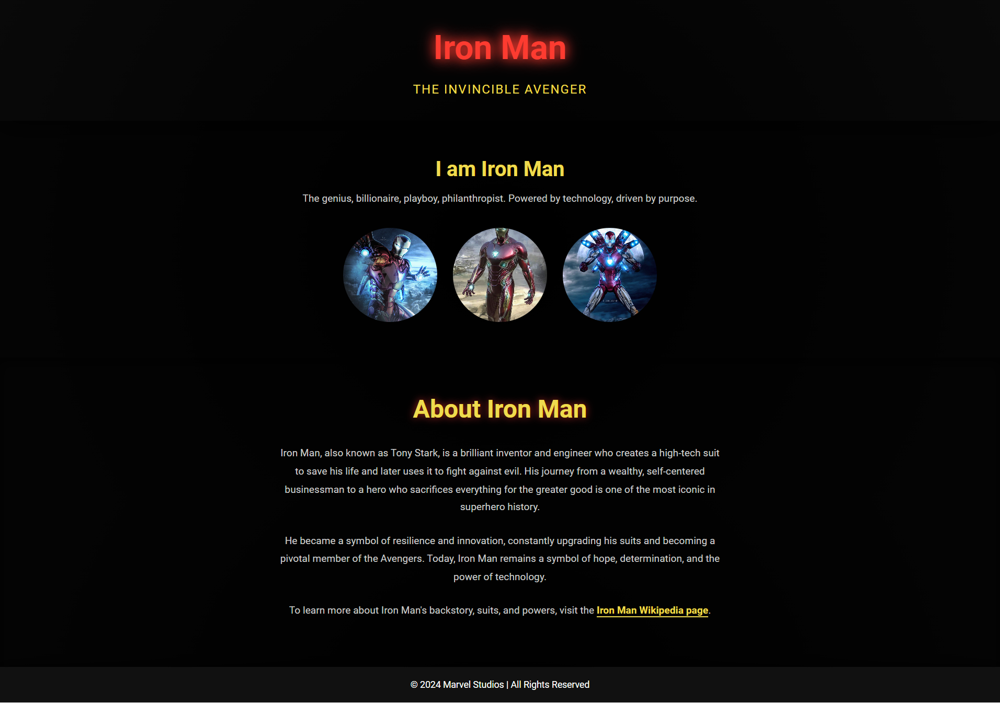 Iron Man
THE INVINCIBLE AVENGER
I am Iron Man
The genius, billionaire, playboy, philanthropist. Powered by technology, driven by purpose.
About Iron Man
Iron Man, also known as Tony Stark, is a brilliant inventor and engineer who creates a high-tech suit
to save his life and later uses it to fight against evil. His journey from a wealthy, self-centered
businessman to a hero who sacrifices everything for the greater good is one of the most iconic in
superhero history.
He became a symbol of resilience and innovation, constantly upgrading his suits and becoming a
pivotal member of the Avengers. Today, Iron Man remains a symbol of hope, determination, and the
power of technology.
To learn more about Iron Man's backstory, suits, and powers, visit the Iron Man Wikipedia page.
© 2024 Marvel Studios | All Rights Reserved